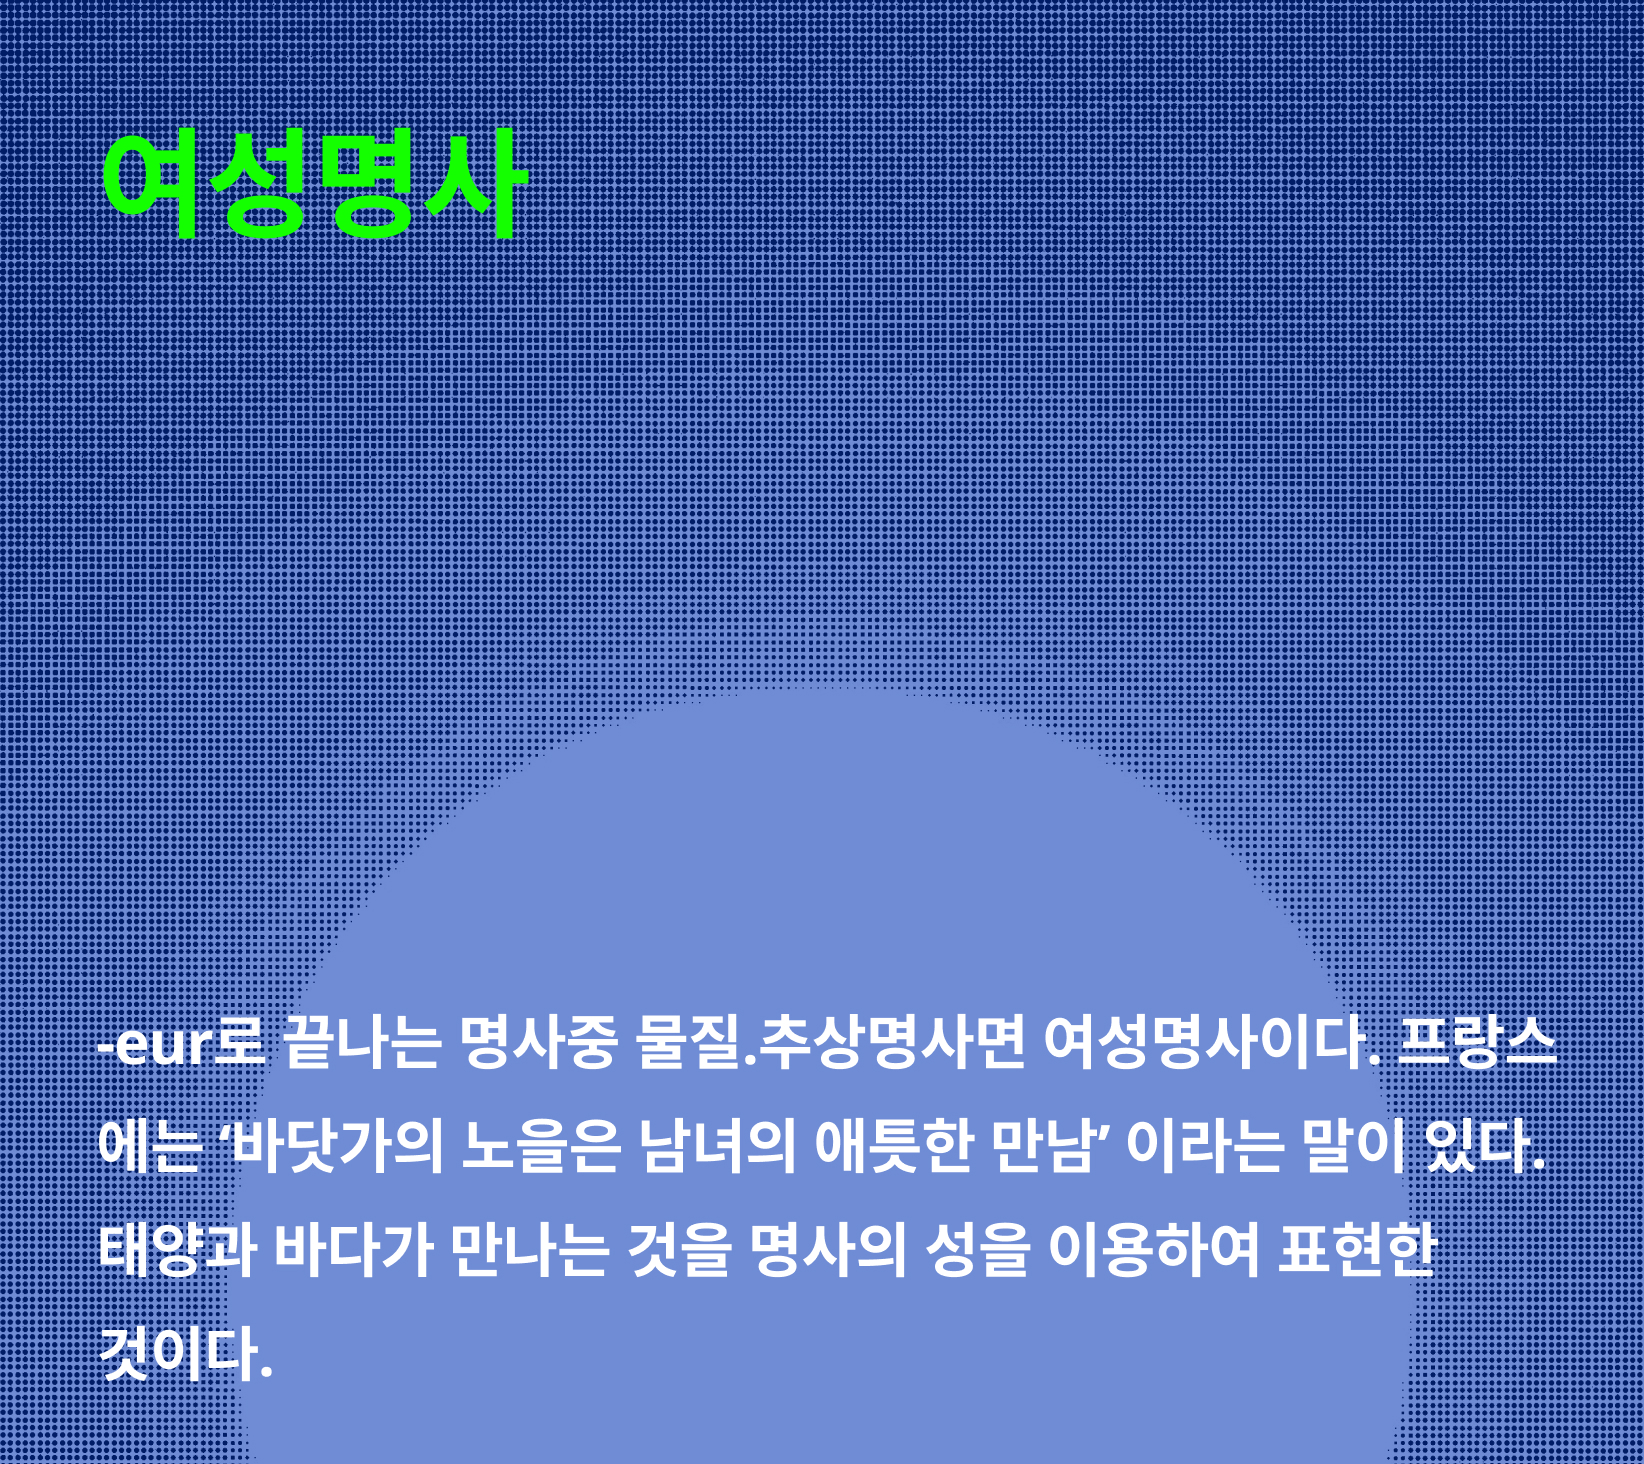 여성명사
-eur로 끝나는 명사중 물질.추상명사면 여성명사이다. 프랑스
에는 ‘바닷가의 노을은 남녀의 애틋한 만남’ 이라는 말이 있다.
태양과 바다가 만나는 것을 명사의 성을 이용하여 표현한
것이다.